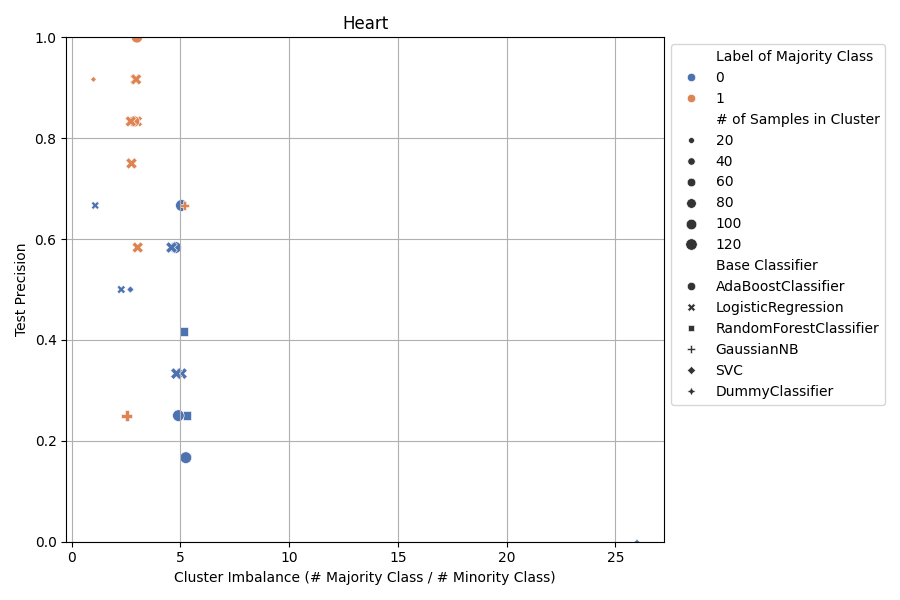 Heart
1.0
0.8
0.6
0.4
0.2
0.0
Test Precision
0
5
10
15
20
25
Cluster Imbalance (# Majority Class / # Minority Class)
Label of Majority Class
0
1
# of Samples in Cluster
20
40
60
80
100
120
Base Classifier
AdaBoostClassifier
LogisticRegression
RandomForestClassifier
GaussianNB
SVC
DummyClassifier